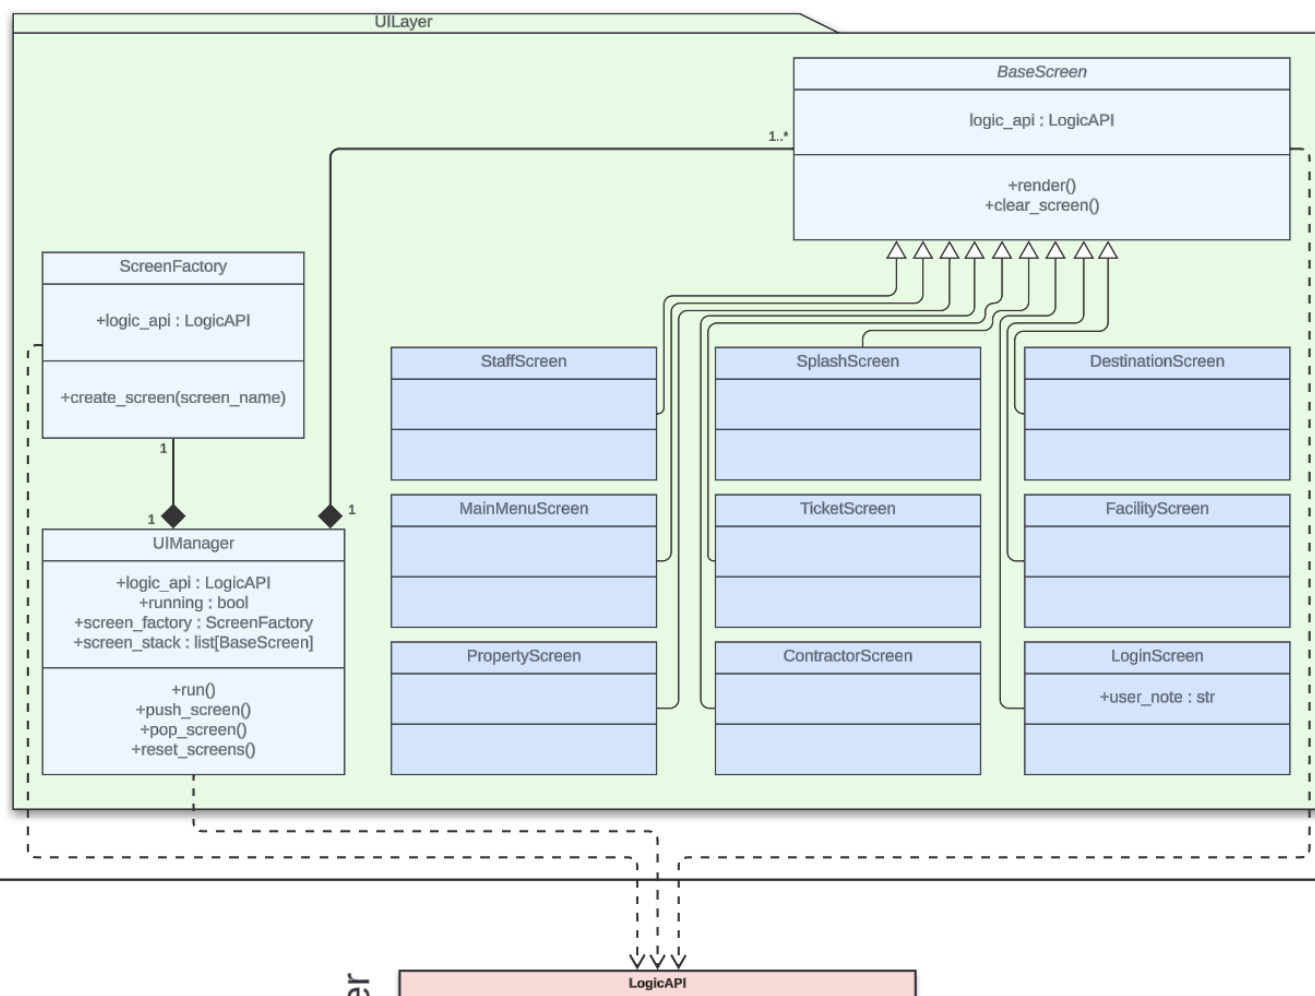 UILayer
BaseScreen
logic_api : LogicAPI
1..*
+render()
+clear_screen()
ScreenFactory
+logic_api : LogicAPI
+create_screen(screen_name)
1
1
1
UIManager
+logic_api : LogicAPI
+running : bool
+screen_factory : ScreenFactory
+screen_stack : list[BaseScreen]
+run()
+push_screen()
+pop_screen()
+reset_screens()
StaffScreen
SplashScreen
DestinationScreen
MainMenuScreen
TicketScreen
FacilityScreen
PropertyScreen
ContractorScreen
LoginScreen
+user_note : str
er
LogicAPI